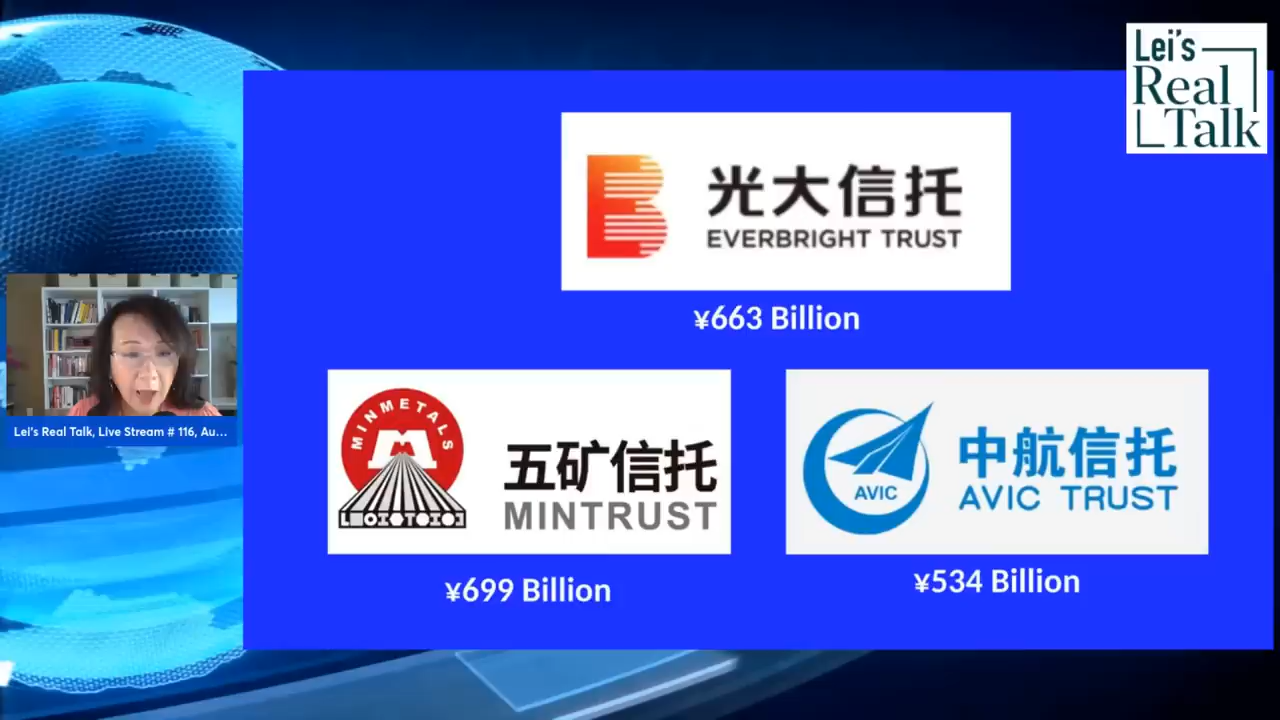 Lei's
Real
Talk
光大信托
EVERBRIGHT TRUST
¥663 Billion
MINMETALS
五矿信托
MINTRUST
¥699 Billion
AVIC
中航信托
AVIC TRUST
¥534 Billion
Lei's Real Talk, Live Stream # 116, Au...